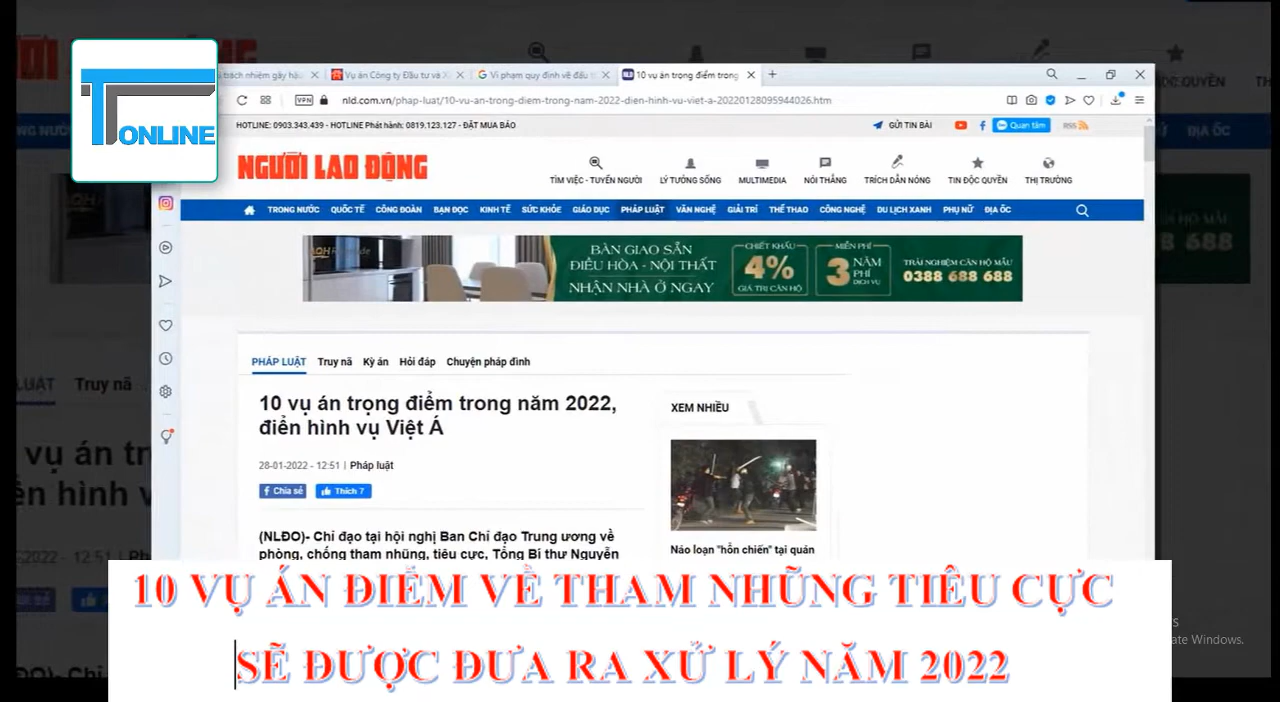 T ONLINE
trách nhiệm gây hậ
Vụ án Công ty Đầu tư và X
Vi phạm quy định về đấu t
10 vụ án trọng điểm trong
VPN
nld.com.vn/phap-luat/10-vu-an-trong-diem-trong-nam-2022-dien-hinh-vu-viet-a-20220128095944026.htm
HOTLINE: 0903.343.439 - HOTLINE Phát hành: 0819.123.127 - ĐẶT MUA BÁO
GỬI TIN BÀI
Quan tâm
RSS
NGƯỜI LAO ĐỘNG
TÌM VIỆC - TUYỂN NGƯỜI
LÝ TƯỞNG SỐNG
MULTIMEDIA
NÓI THẲNG
TRÍCH DẪN NÓNG
TIN ĐỘC QUYỀN
THỊ TRƯỜNG
TRONG NƯỚC QUỐC TẾ CÔNG ĐOÀN BẠN ĐỌC KINH TẾ SỨC KHỎE GIÁO DỤC PHÁP LUẬT VĂN NGHỆ GIẢI TRÍ THỂ THAO CÔNG NGHỆ DU LỊCH XANH PHỤ NỮ ĐỊA ỐC
BÀN GIAO SẴN
ĐIỀU HÒA - NỘI THẤT
NHẬN NHÀ Ở NGAY
CHIẾT KHẤU
4%
GIÁ TRỊ CĂN HỘ
MIỄN PHÍ
3 NĂM
PHÍ
DỊCH VỤ
TRẢI NGHIỆM CĂN HỘ MẪU
0388 688 688
PHÁP LUẬT Truy nã Kỳ án Hỏi đáp Chuyện pháp đình
10 vụ án trọng điểm trong năm 2022,
điển hình vụ Việt Á
28-01-2022 - 12:51 | Pháp luật
Chia sẻ
Thích 7
(NLĐO)- Chỉ đạo tại hội nghị Ban Chỉ đạo Trung ương về
phòng, chống tham nhũng, tiêu cực, Tổng Bí thư Nguyễn
XEM NHIỀU
Náo loạn "hỗn chiến" tại quán
10 VỤ ÁN ĐIỂM VỀ THAM NHŨNG TIÊU CỰC
SẼ ĐƯỢC ĐƯA RA XỬ LÝ NĂM 2022
ate Windows.